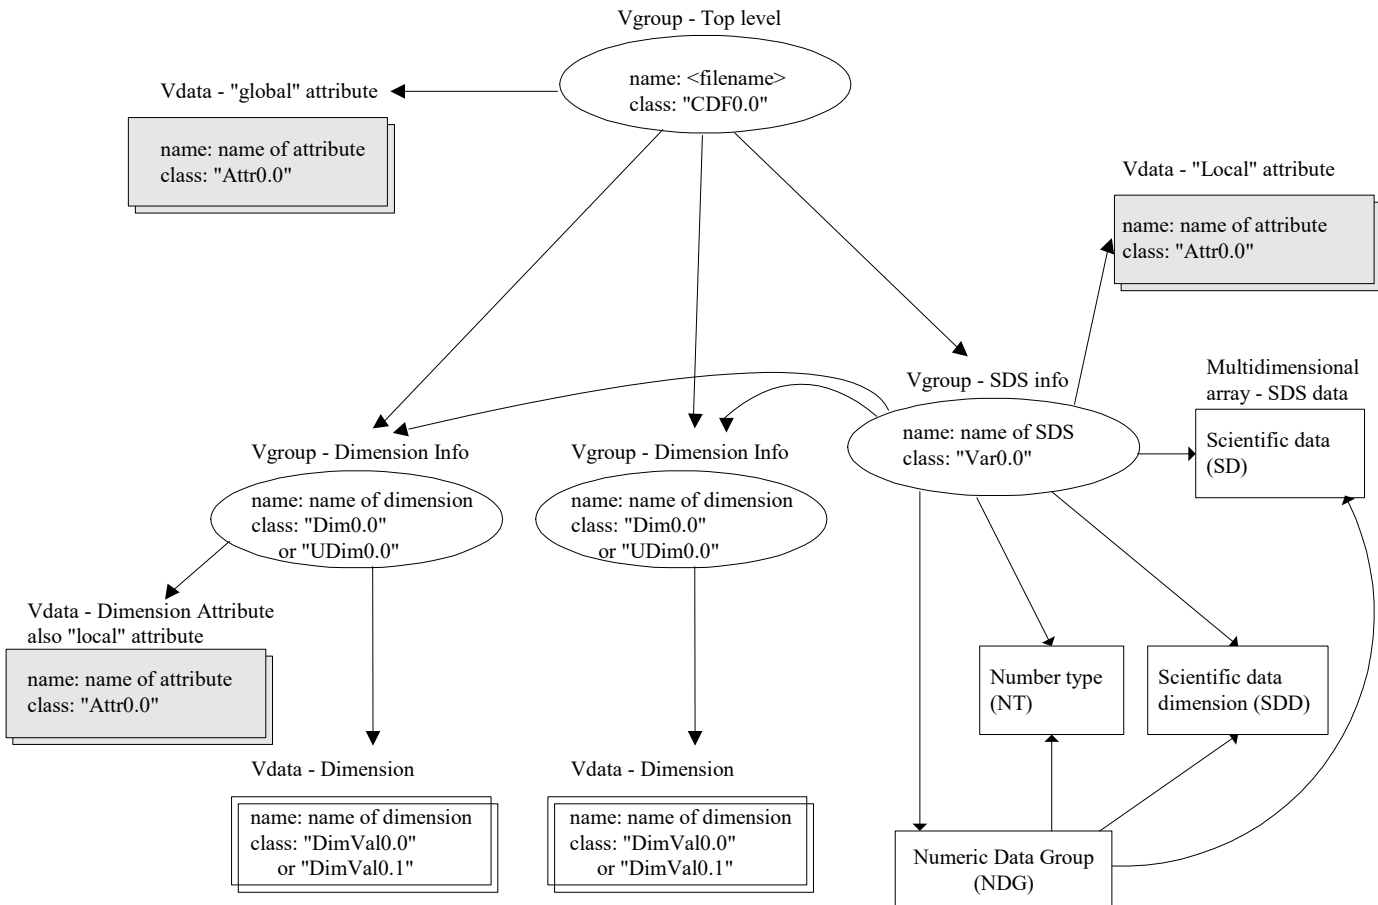 Vgroup - Top level
name: <filename>
class: "CDF0.0"
Vdata - "global" attribute
name: name of attribute
class: "Attr0.0"
Vdata - "Local" attribute
name: name of attribute
class: "Attr0.0"
Multidimensional
array - SDS data
Scientific data
(SD)
Vgroup - SDS info
name: name of SDS
class: "Var0.0"
Vgroup - Dimension Info
name: name of dimension
class: "Dim0.0"
or "UDim0.0"
Vgroup - Dimension Info
name: name of dimension
class: "Dim0.0"
or "UDim0.0"
Vdata - Dimension Attribute
also "local" attribute
name: name of attribute
class: "Attr0.0"
Number type
(NT)
Scientific data
dimension (SDD)
Vdata - Dimension
name: name of dimension
class: "DimVal0.0"
or "DimVal0.1"
Vdata - Dimension
name: name of dimension
class: "DimVal0.0"
or "DimVal0.1"
Numeric Data Group
(NDG)